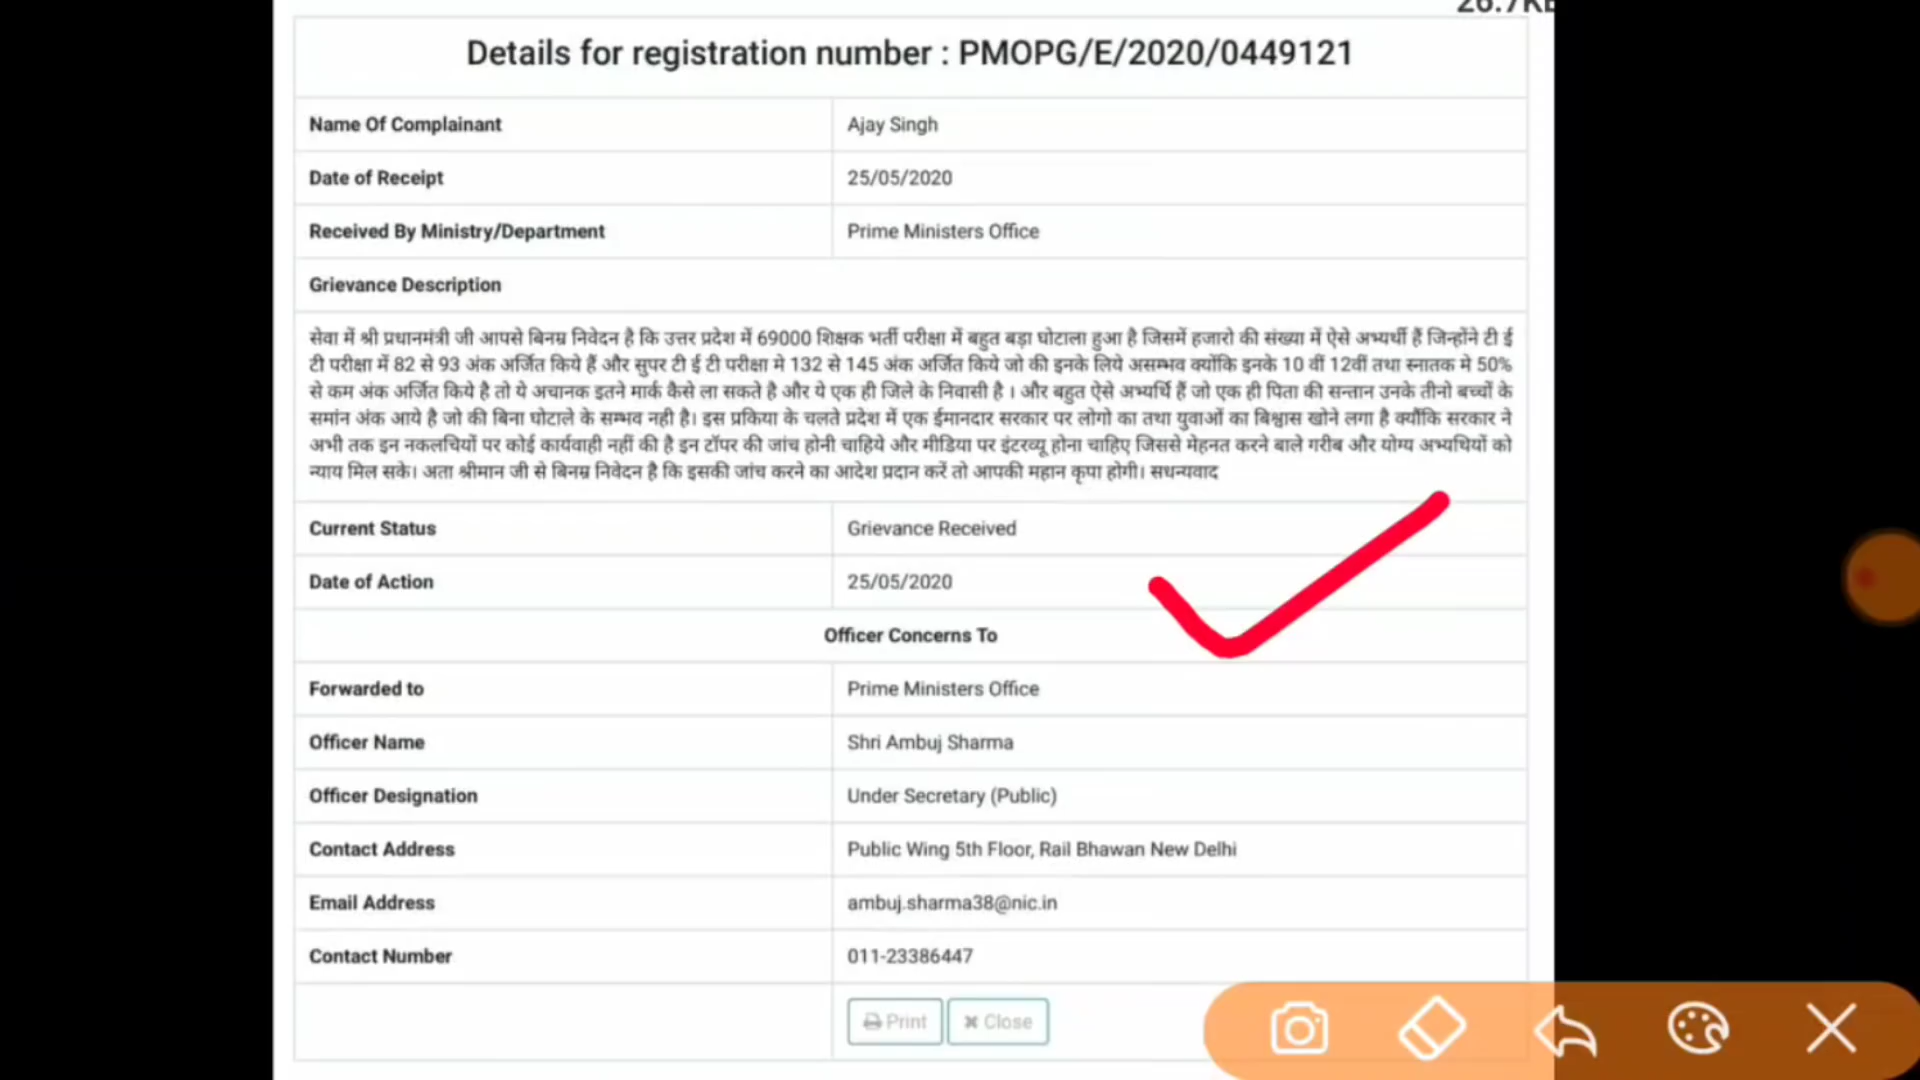 Details for registration number : PMOPG/E/2020/0449121
Name Of Complainant Ajay Singh
Date of Receipt 25/05/2020
Received By Ministry/Department Prime Ministers Office
Grievance Description
सेवा में श्री प्रधानमंत्री जी आपसे बिनम्र निवेदन है कि उत्तर प्रदेश में 69000 शिक्षक भर्ती परीक्षा में बहुत बड़ा घोटाला हुआ है जिसमें हजारो की संख्या में ऐसे अभ्यर्थी हैं जिन्होंने टी ई
टी परीक्षा में 82 से 93 अंक अर्जित किये हैं और सुपर टी ई टी परीक्षा मे 132 से 145 अंक अर्जित किये जो की इनके लिये असम्भव क्योंकि इनके 10 वीं 12वीं तथा स्नातक मे 50%
से कम अंक अर्जित किये है तो ये अचानक इतने मार्क कैसे ला सकते है और ये एक ही जिले के निवासी है । और बहुत ऐसे अभ्यर्थि हैं जो एक ही पिता की सन्तान उनके तीनो बच्चों के
समांन अंक आये है जो की बिना घोटाले के सम्भव नही है। इस प्रकिया के चलते प्रदेश में एक ईमानदार सरकार पर लोगो का तथा युवाओं का बिश्वास खोने लगा है क्यौंकि सरकार ने
अभी तक इन नकलचियों पर कोई कार्यवाही नहीं की है इन टॉपर की जांच होनी चाहिये और मीडिया पर इंटरव्यू होना चाहिए जिससे मेहनत करने बाले गरीब और योग्य अभ्यथियों को
न्याय मिल सके। अता श्रीमान जी से बिनम्र निवेदन है कि इसकी जांच करने का आदेश प्रदान करें तो आपकी महान कृपा होगी। सधन्यवाद
Current Status Grievance Received
Date of Action 25/05/2020
Officer Concerns To
Forwarded to Prime Ministers Office
Officer Name Shri Ambuj Sharma
Officer Designation Under Secretary (Public)
Contact Address Public Wing 5th Floor, Rail Bhawan New Delhi
Email Address ambuj.sharma38@nic.in
Contact Number 011-23386447
Print Close